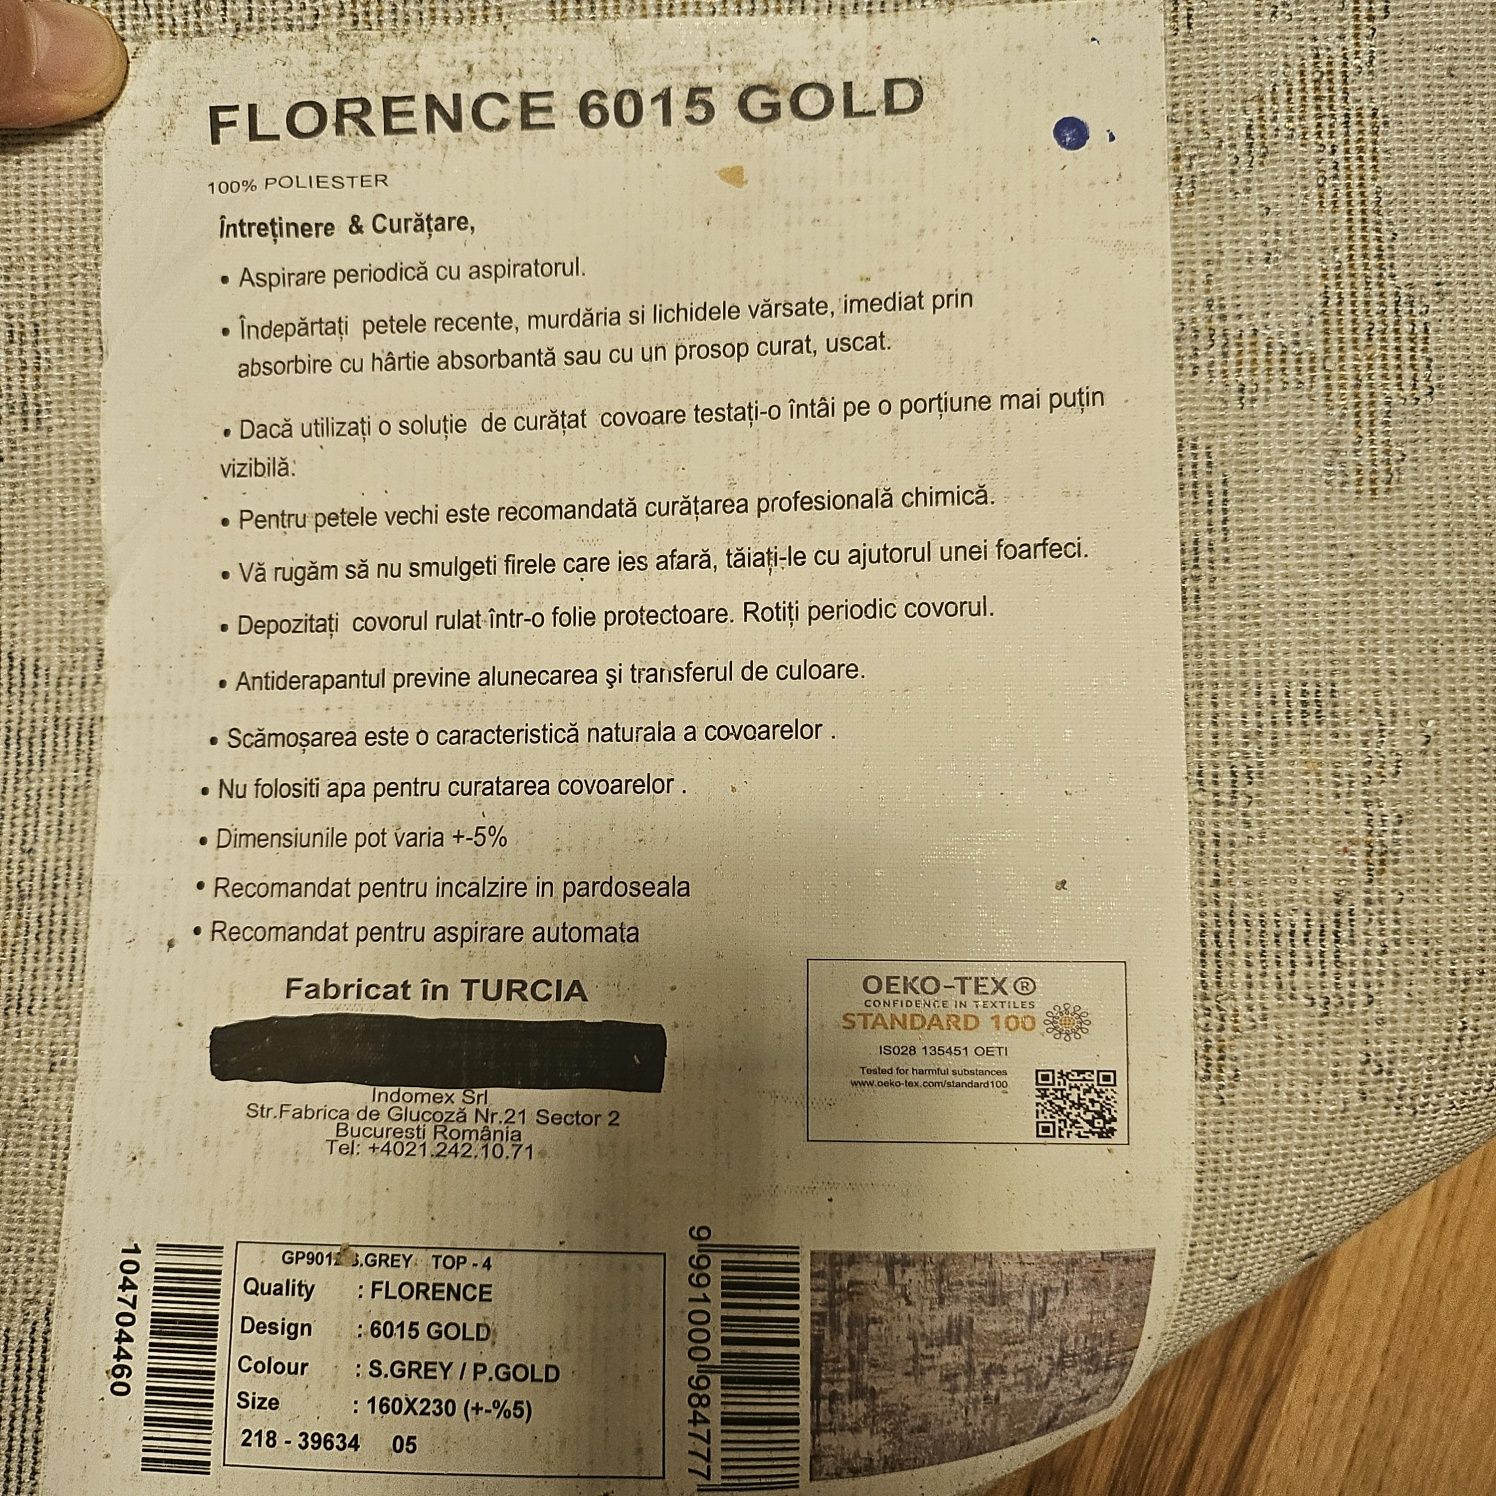 FLORENCE 6015 GOLD
100% POLIESTER
Întreținere & Curățare,
• Aspirare periodică cu aspiratorul.
• Îndepărtați petele recente, murdăria si lichidele vărsate, imediat prin
absorbire cu hârtie absorbantă sau cu un prosop curat, uscat.
• Dacă utilizați o soluție de curățat covoare testați-o întâi pe o porțiune mai puțin
vizibilă:
• Pentru petele vechi este recomandată curățarea profesională chimică.
• Vă rugăm să nu smulgeti firele care ies afară, tăiați-le cu ajutorul unei foarfeci.
• Depozitați covorul rulat într-o folie protectoare. Rotiți periodic covorul.
• Antiderapantul previne alunecarea şi transferul de culoare.
• Scămoșarea este o caracteristică naturala a covoarelor .
• Nu folositi apa pentru curatarea covoarelor .
• Dimensiunile pot varia +-5%
• Recomandat pentru incalzire in pardoseala
• Recomandat pentru aspirare automata
Fabricat în TURCIA
Indomex Srl
Str.Fabrica de Glucoză Nr.21 Sector 2
Bucuresti România
Tel: +4021.242.10.71
OEKO-TEX®
CONFIDENCE IN TEXTILES
STANDARD 100
IS028 135451 OETI
Tested for harmful substances
www.oeko-tex.com/standard100
104704460
S.GREY TOP - 4
Quality : FLORENCE
Design : 6015 GOLD
Colour : S.GREY / P.GOLD
Size : 160X230 (+-%5)
218 - 39634 05
9991000984777